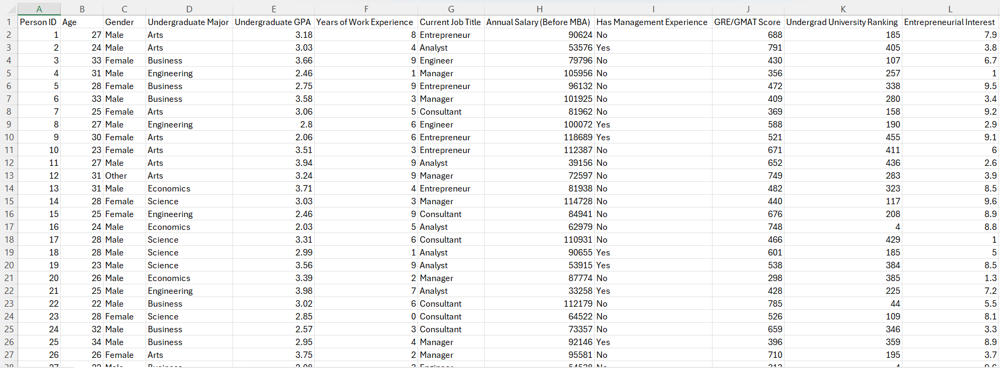 A B C D E F G H I J K L
1 Person ID Age Gender Undergraduate Major Undergraduate GPA Years of Work Experience Current Job Title Annual Salary (Before MBA) Has Management Experience GRE/GMAT Score Undergrad University Ranking Entrepreneurial Interest
2 1 27 Male Arts 3.18 8 Entrepreneur 90624 No 688 185 7.9
3 2 24 Male Arts 3.03 4 Analyst 53576 Yes 791 405 3.8
4 3 33 Female Business 3.66 9 Engineer 79796 No 430 107 6.7
5 4 31 Male Engineering 2.46 1 Manager 105956 No 356 257 1
6 5 28 Female Business 2.75 9 Entrepreneur 96132 No 472 338 9.5
7 6 33 Male Business 3.58 3 Manager 101925 No 409 280 3.4
8 7 25 Female Arts 3.06 5 Consultant 81962 No 369 158 9.2
9 8 27 Male Engineering 2.8 6 Engineer 100072 Yes 588 190 2.9
10 9 30 Female Arts 2.06 6 Entrepreneur 118689 Yes 521 455 9.1
11 10 23 Female Arts 3.51 3 Entrepreneur 112387 No 671 411 6
12 11 27 Male Arts 3.94 9 Analyst 39156 No 652 436 2.6
13 12 31 Other Arts 3.24 9 Manager 72597 No 749 283 3.9
14 13 31 Male Economics 3.71 4 Entrepreneur 81938 No 482 323 8.5
15 14 28 Female Science 3.03 3 Manager 114728 No 440 117 9.6
16 15 25 Female Engineering 2.46 9 Consultant 84941 No 676 208 8.9
17 16 24 Male Economics 2.03 5 Analyst 62979 No 748 4 8.8
18 17 28 Male Science 3.31 6 Consultant 110931 No 466 429 1
19 18 28 Male Science 2.99 1 Analyst 90655 Yes 601 185 5
20 19 23 Male Science 3.56 9 Analyst 53915 Yes 538 384 8.5
21 20 26 Male Economics 3.39 2 Manager 87774 No 298 385 1.3
22 21 25 Male Engineering 3.98 7 Analyst 33258 Yes 428 225 7.2
23 22 22 Male Business 3.02 6 Consultant 112179 No 785 44 5.5
24 23 28 Female Science 2.85 0 Consultant 64522 No 526 109 8.1
25 24 32 Male Business 2.57 3 Consultant 73357 No 659 346 3.3
26 25 34 Male Business 2.95 4 Manager 92146 Yes 396 359 8.9
27 26 26 Female Arts 3.75 2 Manager 95581 No 710 195 3.7
28 27 Male Business Engineer No